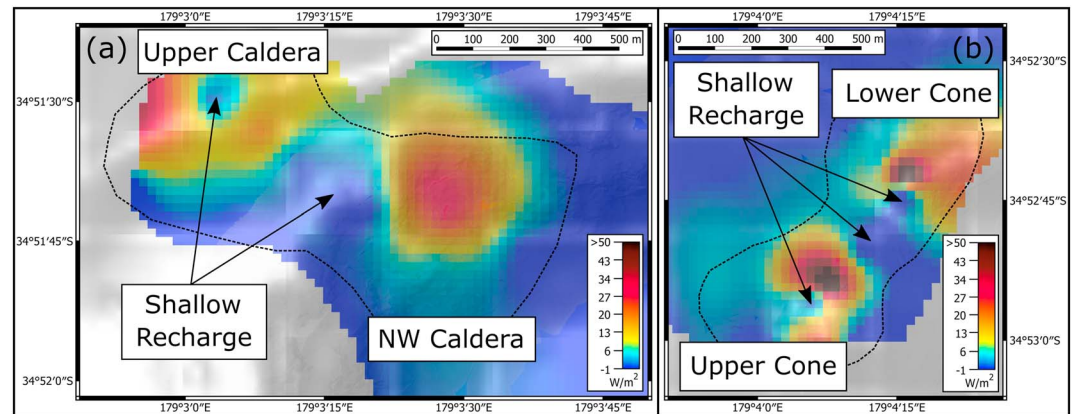 179°3'0"E 179°3'15"E 179°3'30"E 179°3'45"E
(a)
Upper Caldera
0 100 200 300 400 500 m
34°51'30"S
34°51'45"S
34°52'0"S
Shallow
Recharge
NW Caldera
>50
43
34
27
20
13
6
-1
W/m²
179°3'0"E 179°3'15"E 179°3'30"E 179°3'45"E
179°4'0"E 179°4'15"E
(b)
0 100 200 300 400 500 m
Shallow
Recharge
Lower Cone
34°52'30"S
34°52'45"S
34°53'0"S
Upper Cone
>50
43
34
27
20
13
6
-1
W/m²
179°4'0"E 179°4'15"E